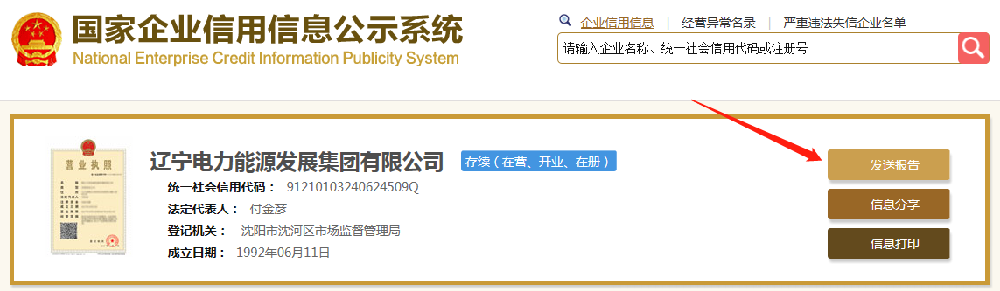 国家企业信用信息公示系统
National Enterprise Credit Information Publicity System
企业信用信息 | 经营异常名录 | 严重违法失信企业名单
请输入企业名称、统一社会信用代码或注册号
营业执照
辽宁电力能源发展集团有限公司 存续（在营、开业、在册）
统一社会信用代码： 91210103240624509Q
法定代表人： 付金彦
登记机关： 沈阳市沈河区市场监督管理局
成立日期： 1992年06月11日
发送报告
信息分享
信息打印